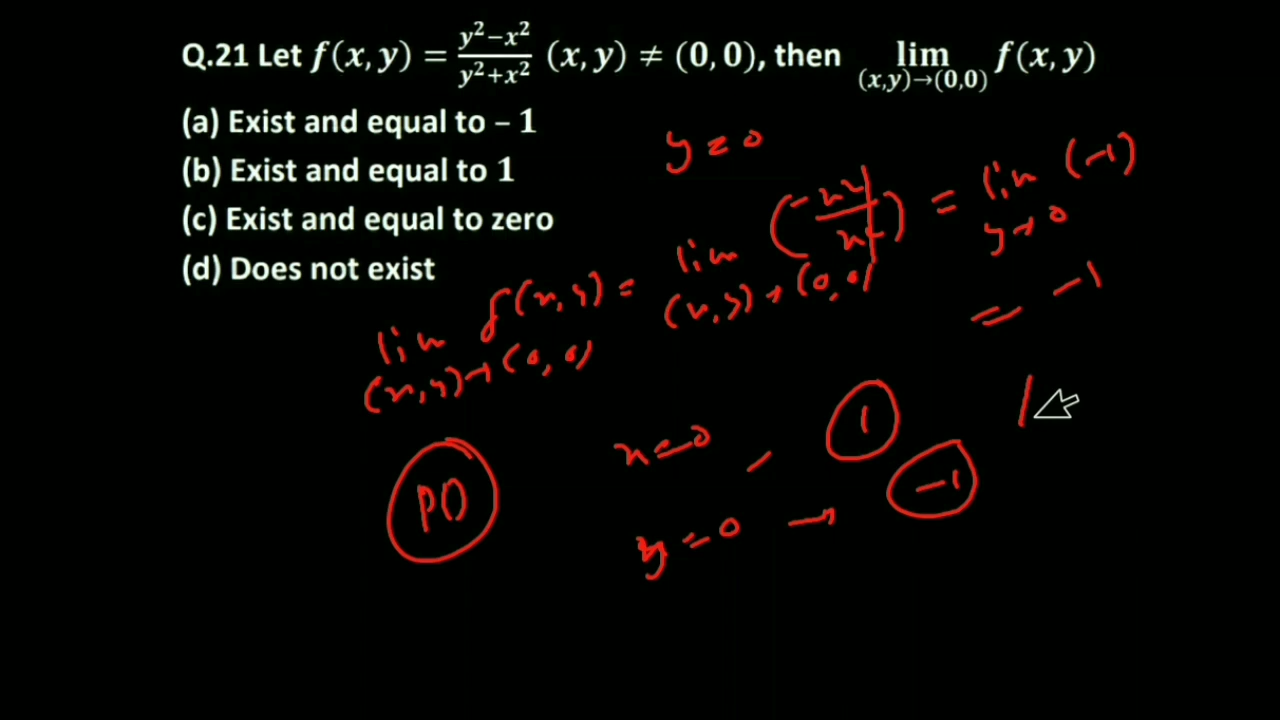 Q.21 Let f(x, y) = y²−x² / y²+x² (x, y) ≠ (0, 0), then lim (x,y)→(0,0) f(x, y)
(a) Exist and equal to − 1
(b) Exist and equal to 1
(c) Exist and equal to zero
(d) Does not exist
y = 0
lim (x,y)→(0,0) f(x, y) = lim (x,y)→(0,0) (−x²/x²) = lim y→0 (−1)
= −1
x = 0 − 1
PD
y = 0 → −1